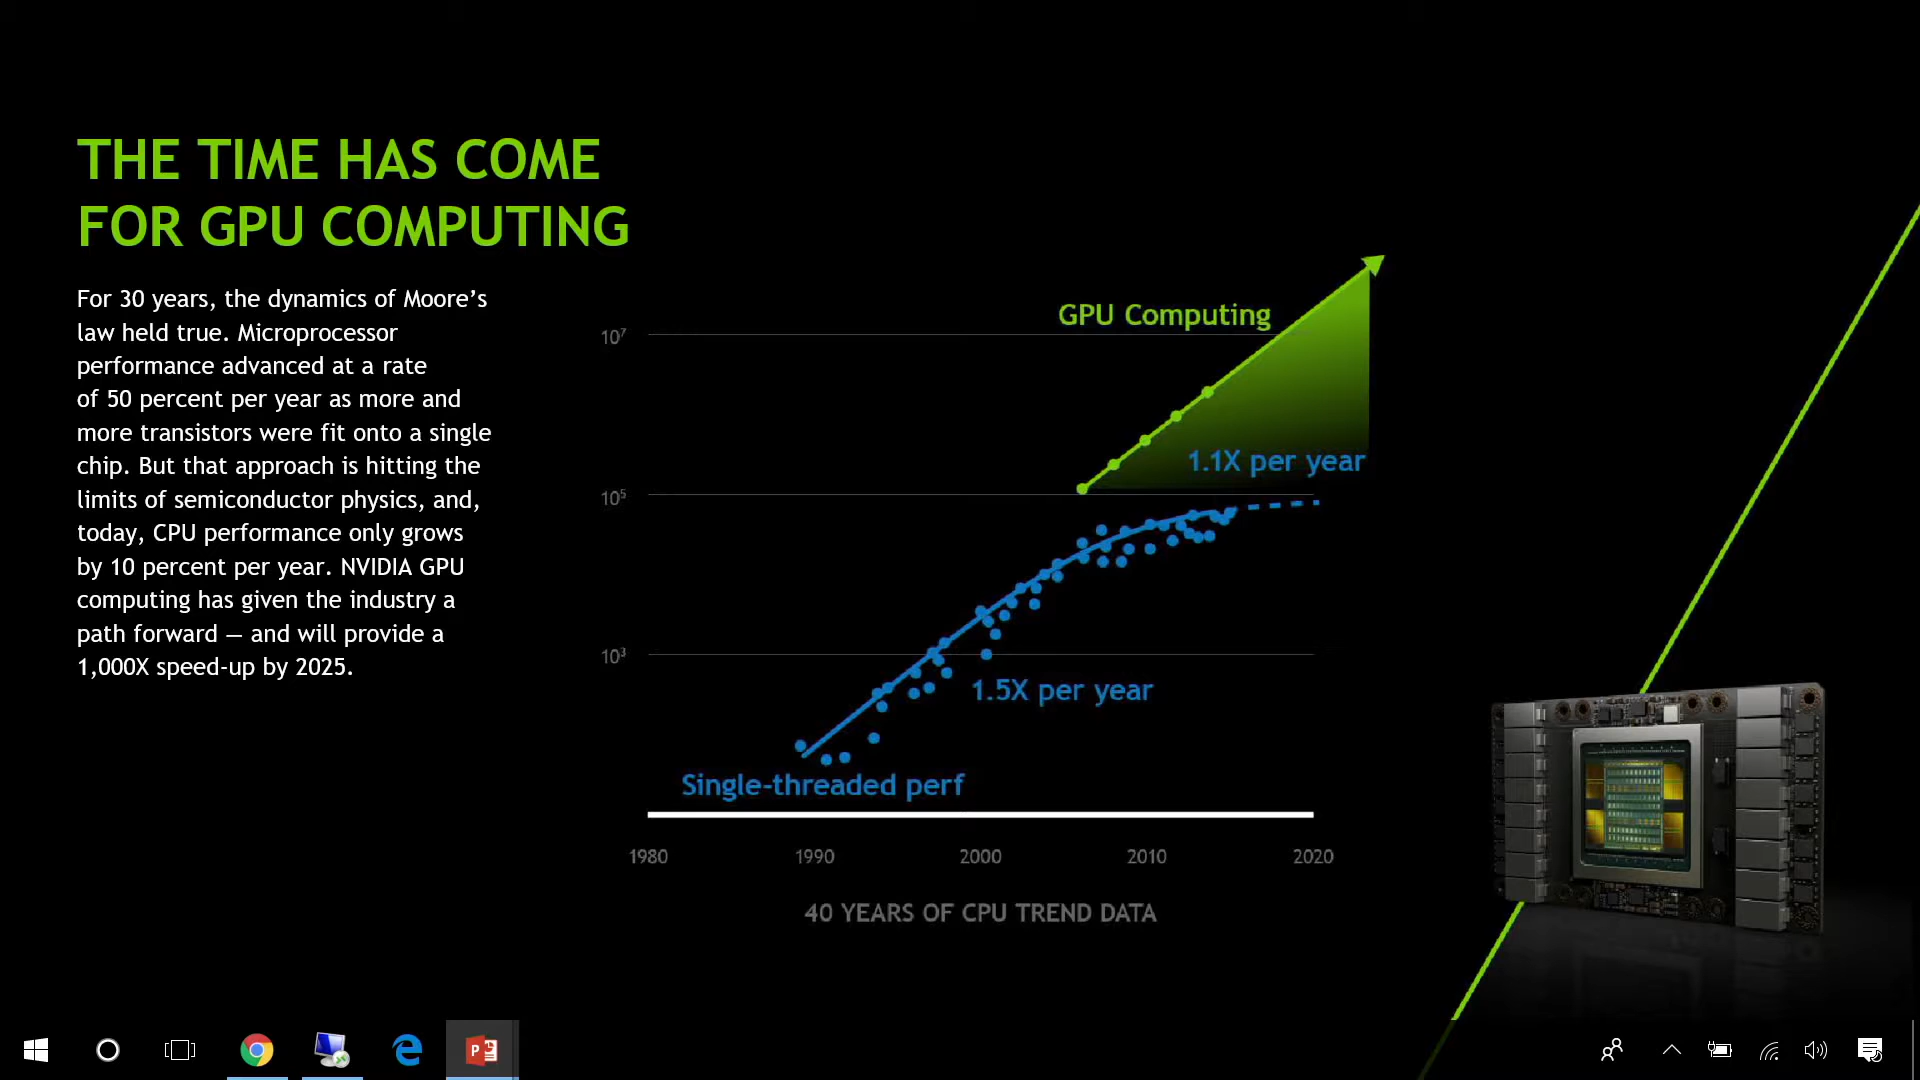 THE TIME HAS COME
FOR GPU COMPUTING
For 30 years, the dynamics of Moore’s
law held true. Microprocessor
performance advanced at a rate
of 50 percent per year as more and
more transistors were fit onto a single
chip. But that approach is hitting the
limits of semiconductor physics, and,
today, CPU performance only grows
by 10 percent per year. NVIDIA GPU
computing has given the industry a
path forward — and will provide a
1,000X speed-up by 2025.
GPU Computing
10⁷
1.1X per year
10⁵
10³
1.5X per year
Single-threaded perf
1980 1990 2000 2010 2020
40 YEARS OF CPU TREND DATA